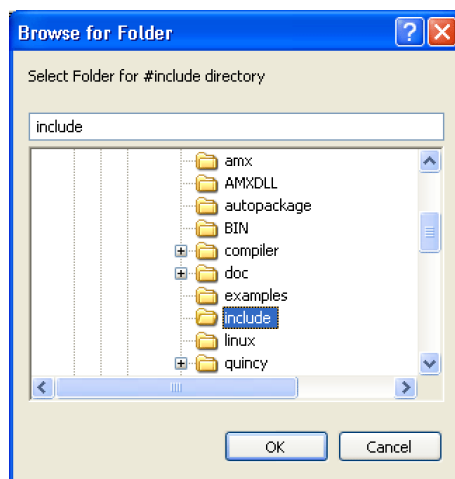 Browse for Folder
Select Folder for #include directory
include
amx
AMXDLL
autopackage
BIN
compiler
doc
examples
include
linux
quincy
OK
Cancel